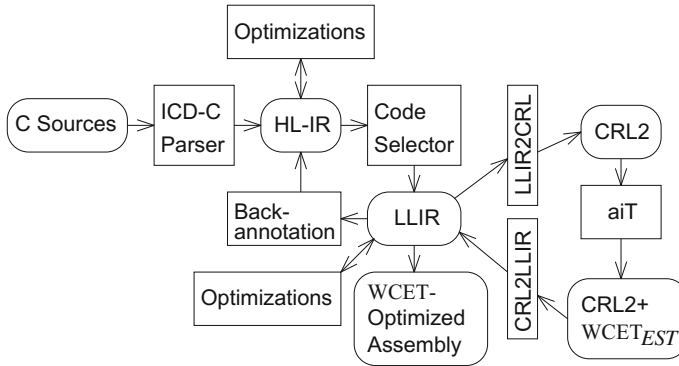 Optimizations
C Sources
ICD-C
Parser
HL-IR
Code
Selector
LLIR2CRL
CRL2
Back-
annotation
LLIR
aiT
CRL2LLIR
Optimizations
WCET-
Optimized
Assembly
CRL2+
WCET_EST